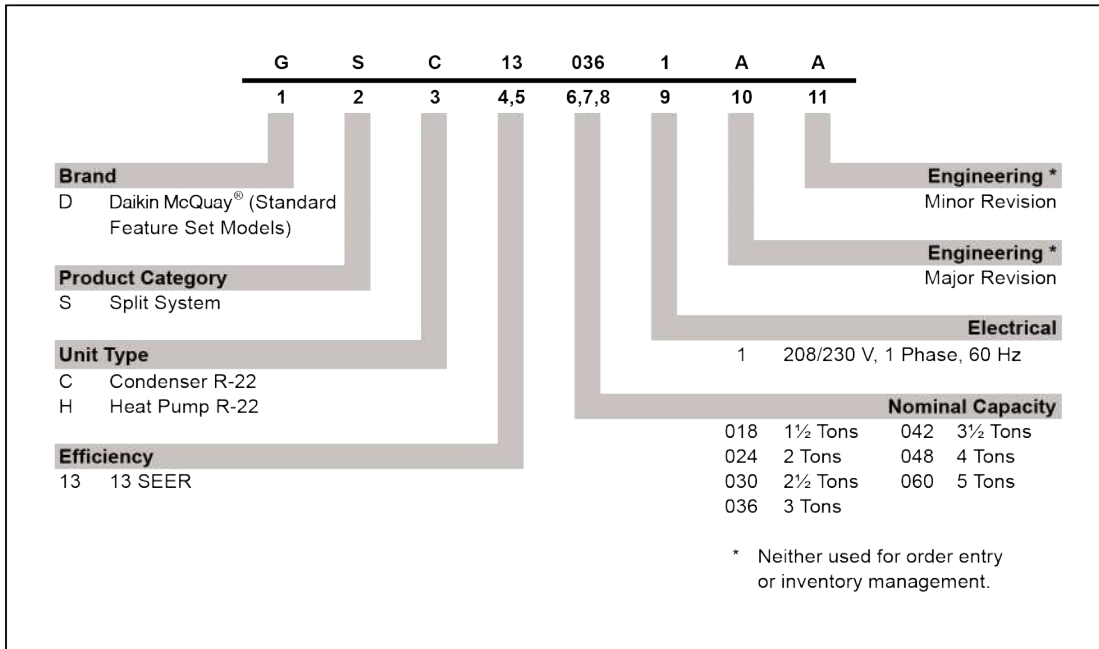 G S C 13 036 1 A A
1 2 3 4,5 6,7,8 9 10 11
Brand
D Daikin McQuay® (Standard
Feature Set Models)
Product Category
S Split System
Unit Type
C Condenser R-22
H Heat Pump R-22
Efficiency
13 13 SEER
Engineering *
Minor Revision
Engineering *
Major Revision
Electrical
1 208/230 V, 1 Phase, 60 Hz
Nominal Capacity
018 1½ Tons 042 3½ Tons
024 2 Tons 048 4 Tons
030 2½ Tons 060 5 Tons
036 3 Tons
* Neither used for order entry
or inventory management.